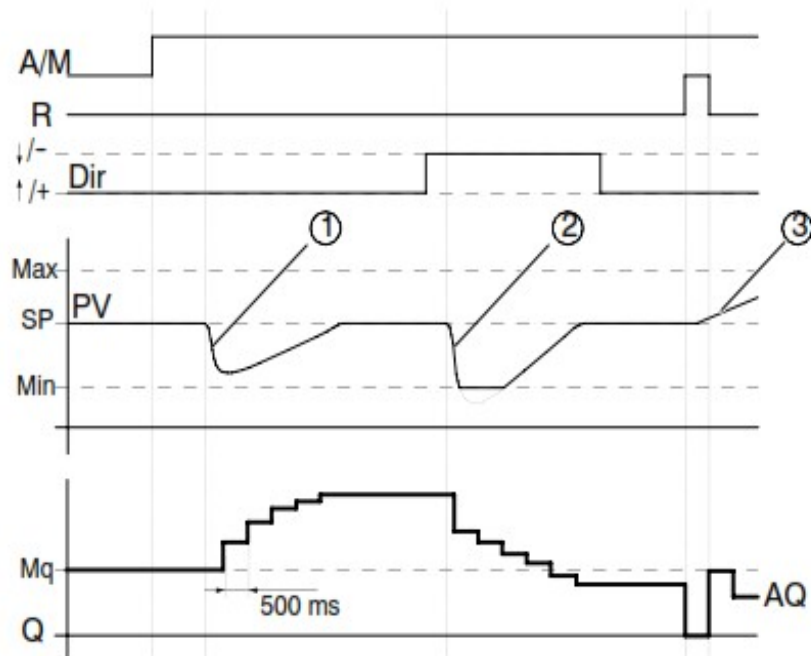 A/M
R
↓/–
Dir
↑/+
① ② ③
Max
PV
SP
Min
Mq
500 ms
AQ
Q